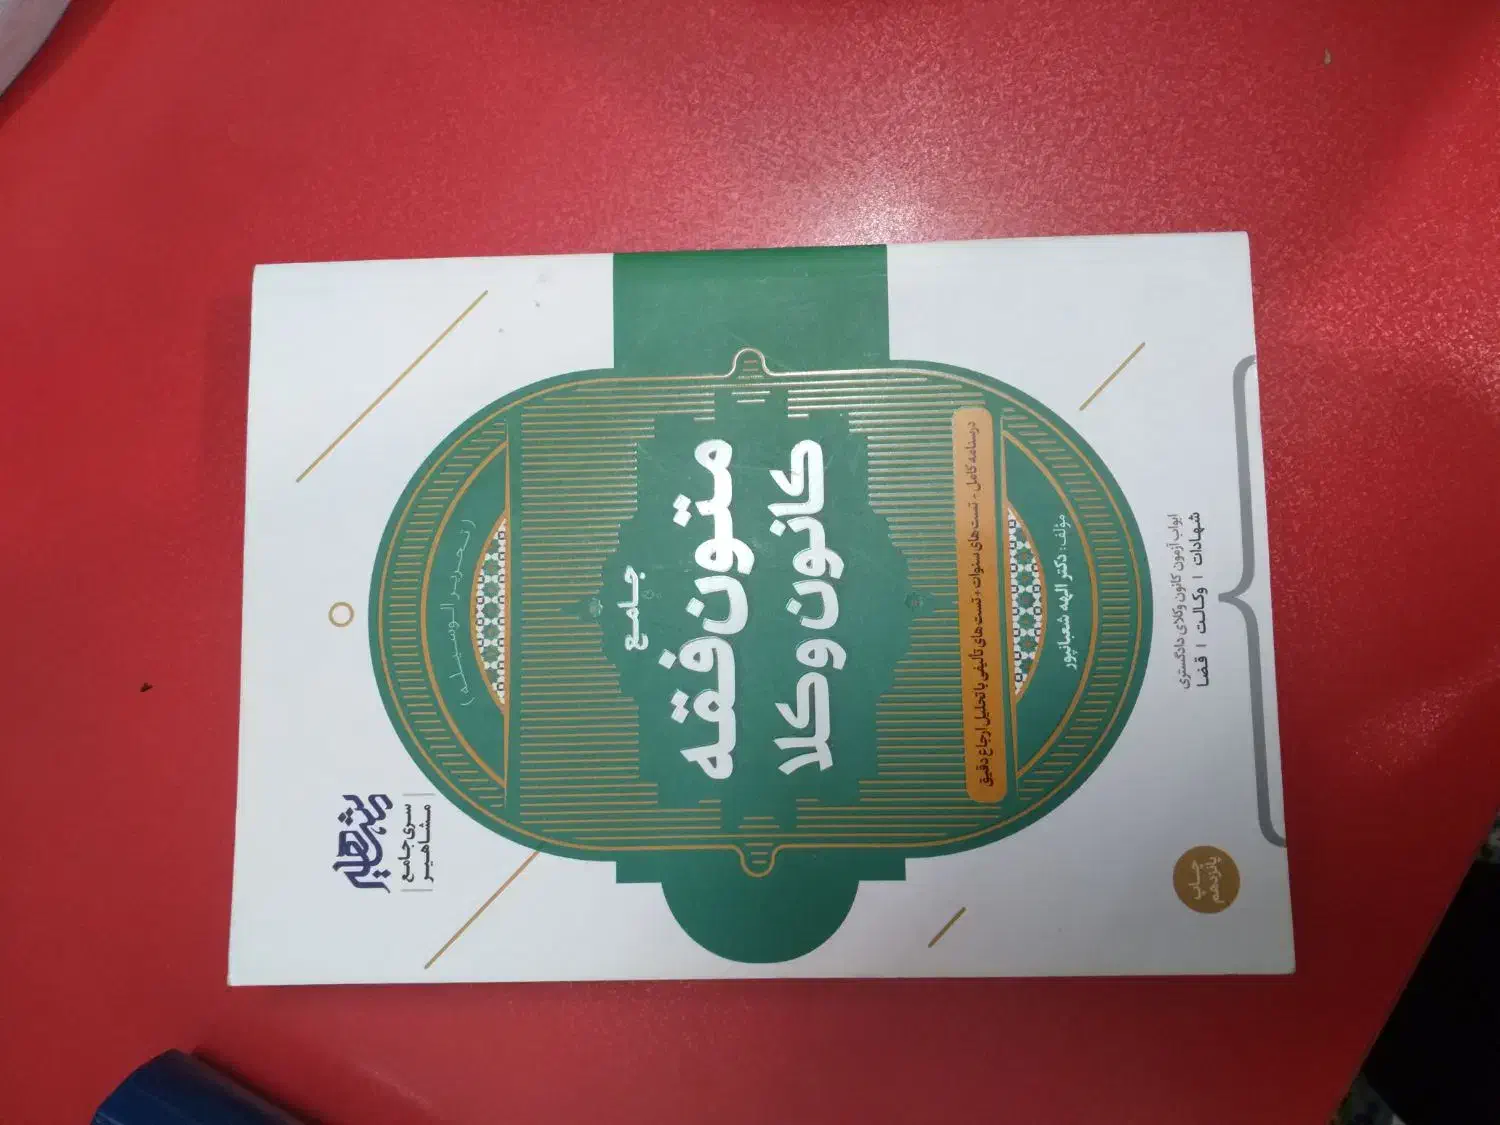 مشاهیر
سری جامع
مشاهیر
(تحریر الوسیله)
جامع
متون فقه
کانون وکلا
درسنامه کامل - تست‌های سنوات + تست‌های تألیفی با تحلیل ارجاع دقیق
مؤلف: دکتر الهه شعبانپور
ابواب آزمون کانون وکلای دادگستری
شهادات | وکالت | قضا
چاپ
پانزدهم